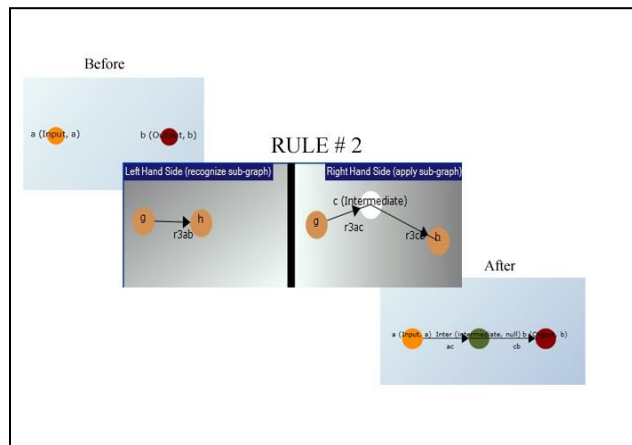 Before
a (Input, a)
b (Output, b)
RULE # 2
Left Hand Side (recognize sub-graph)
Right Hand Side (apply sub-graph)
g
h
r3ab
c (Intermediate)
g
r3ac
r3cb
h
After
a (Input, a) Inter (intermediate, null) b (Output, b)
ac
cb